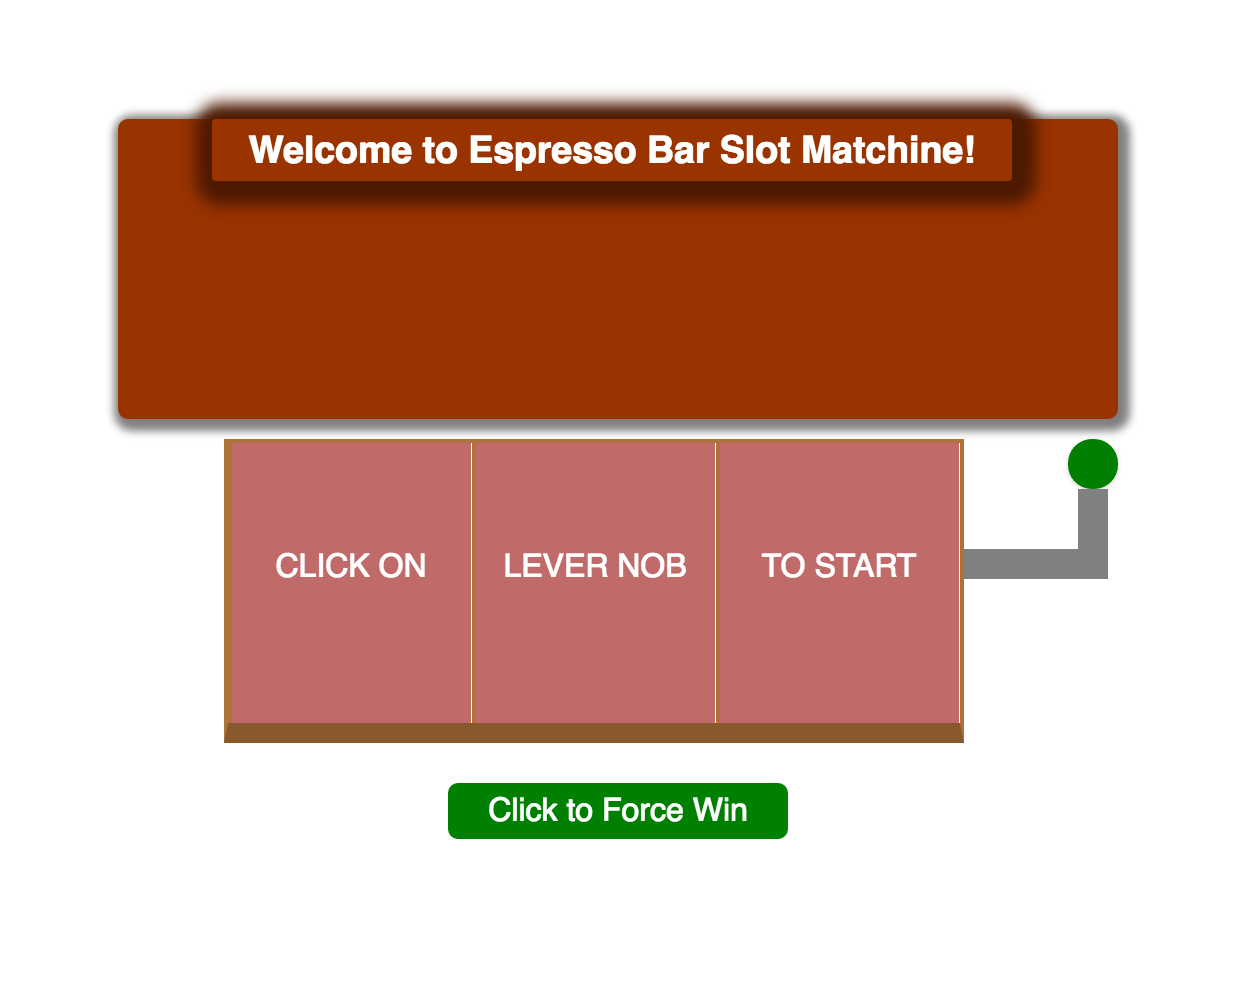 Welcome to Espresso Bar Slot Matchine!
CLICK ON LEVER NOB TO START
Click to Force Win